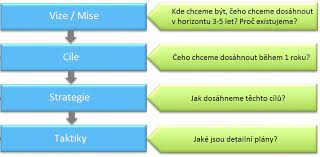 Vize / Mise
Kde chceme být, čeho chceme dosáhnout
v horizontu 3-5 let? Proč existujeme?
Cíle
Čeho chceme dosáhnout během 1 roku?
Strategie
Jak dosáhneme těchto cílů?
Taktiky
Jaké jsou detailní plány?